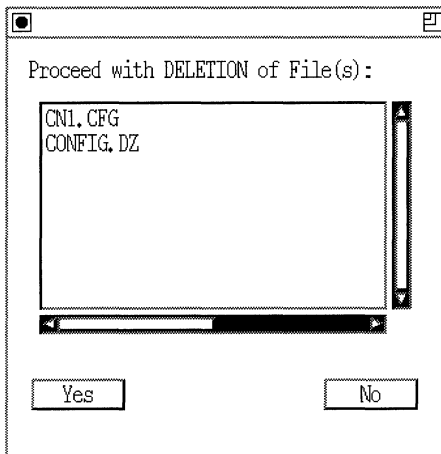 Proceed with DELETION of File(s):
CN1.CFG
CONFIG.DZ
Yes
No